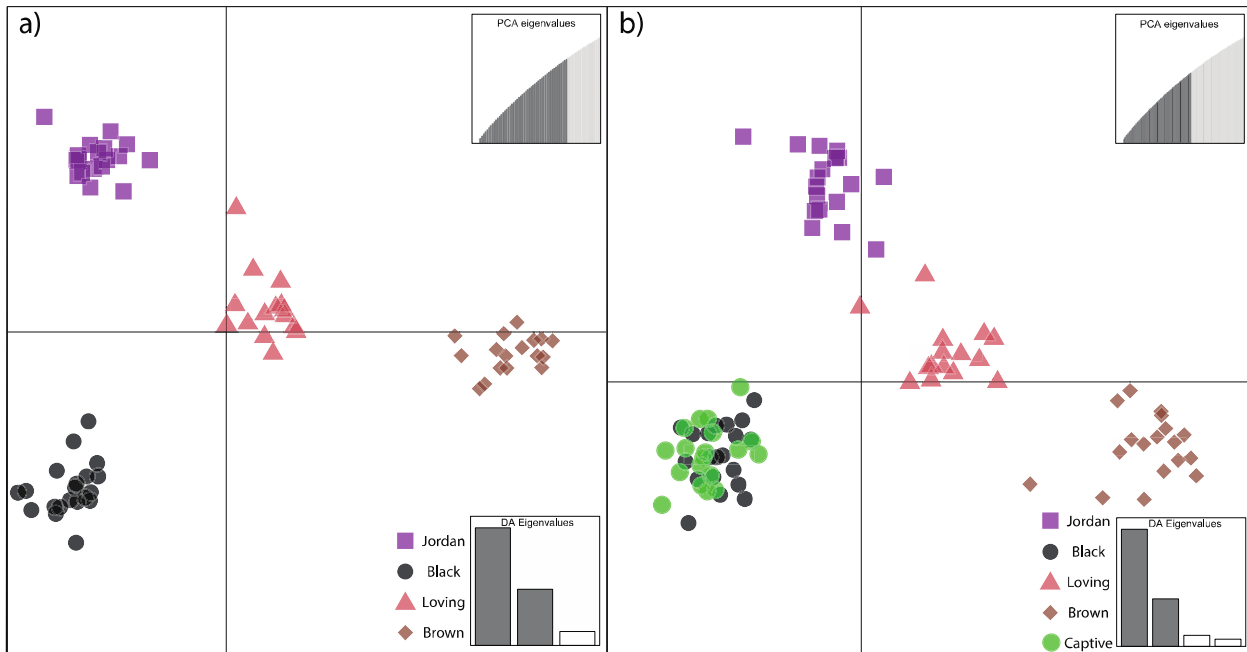 a)
PCA eigenvalues
Jordan
Black
Loving
Brown
DA Eigenvalues
b)
PCA eigenvalues
Jordan
Black
Loving
Brown
Captive
DA Eigenvalues